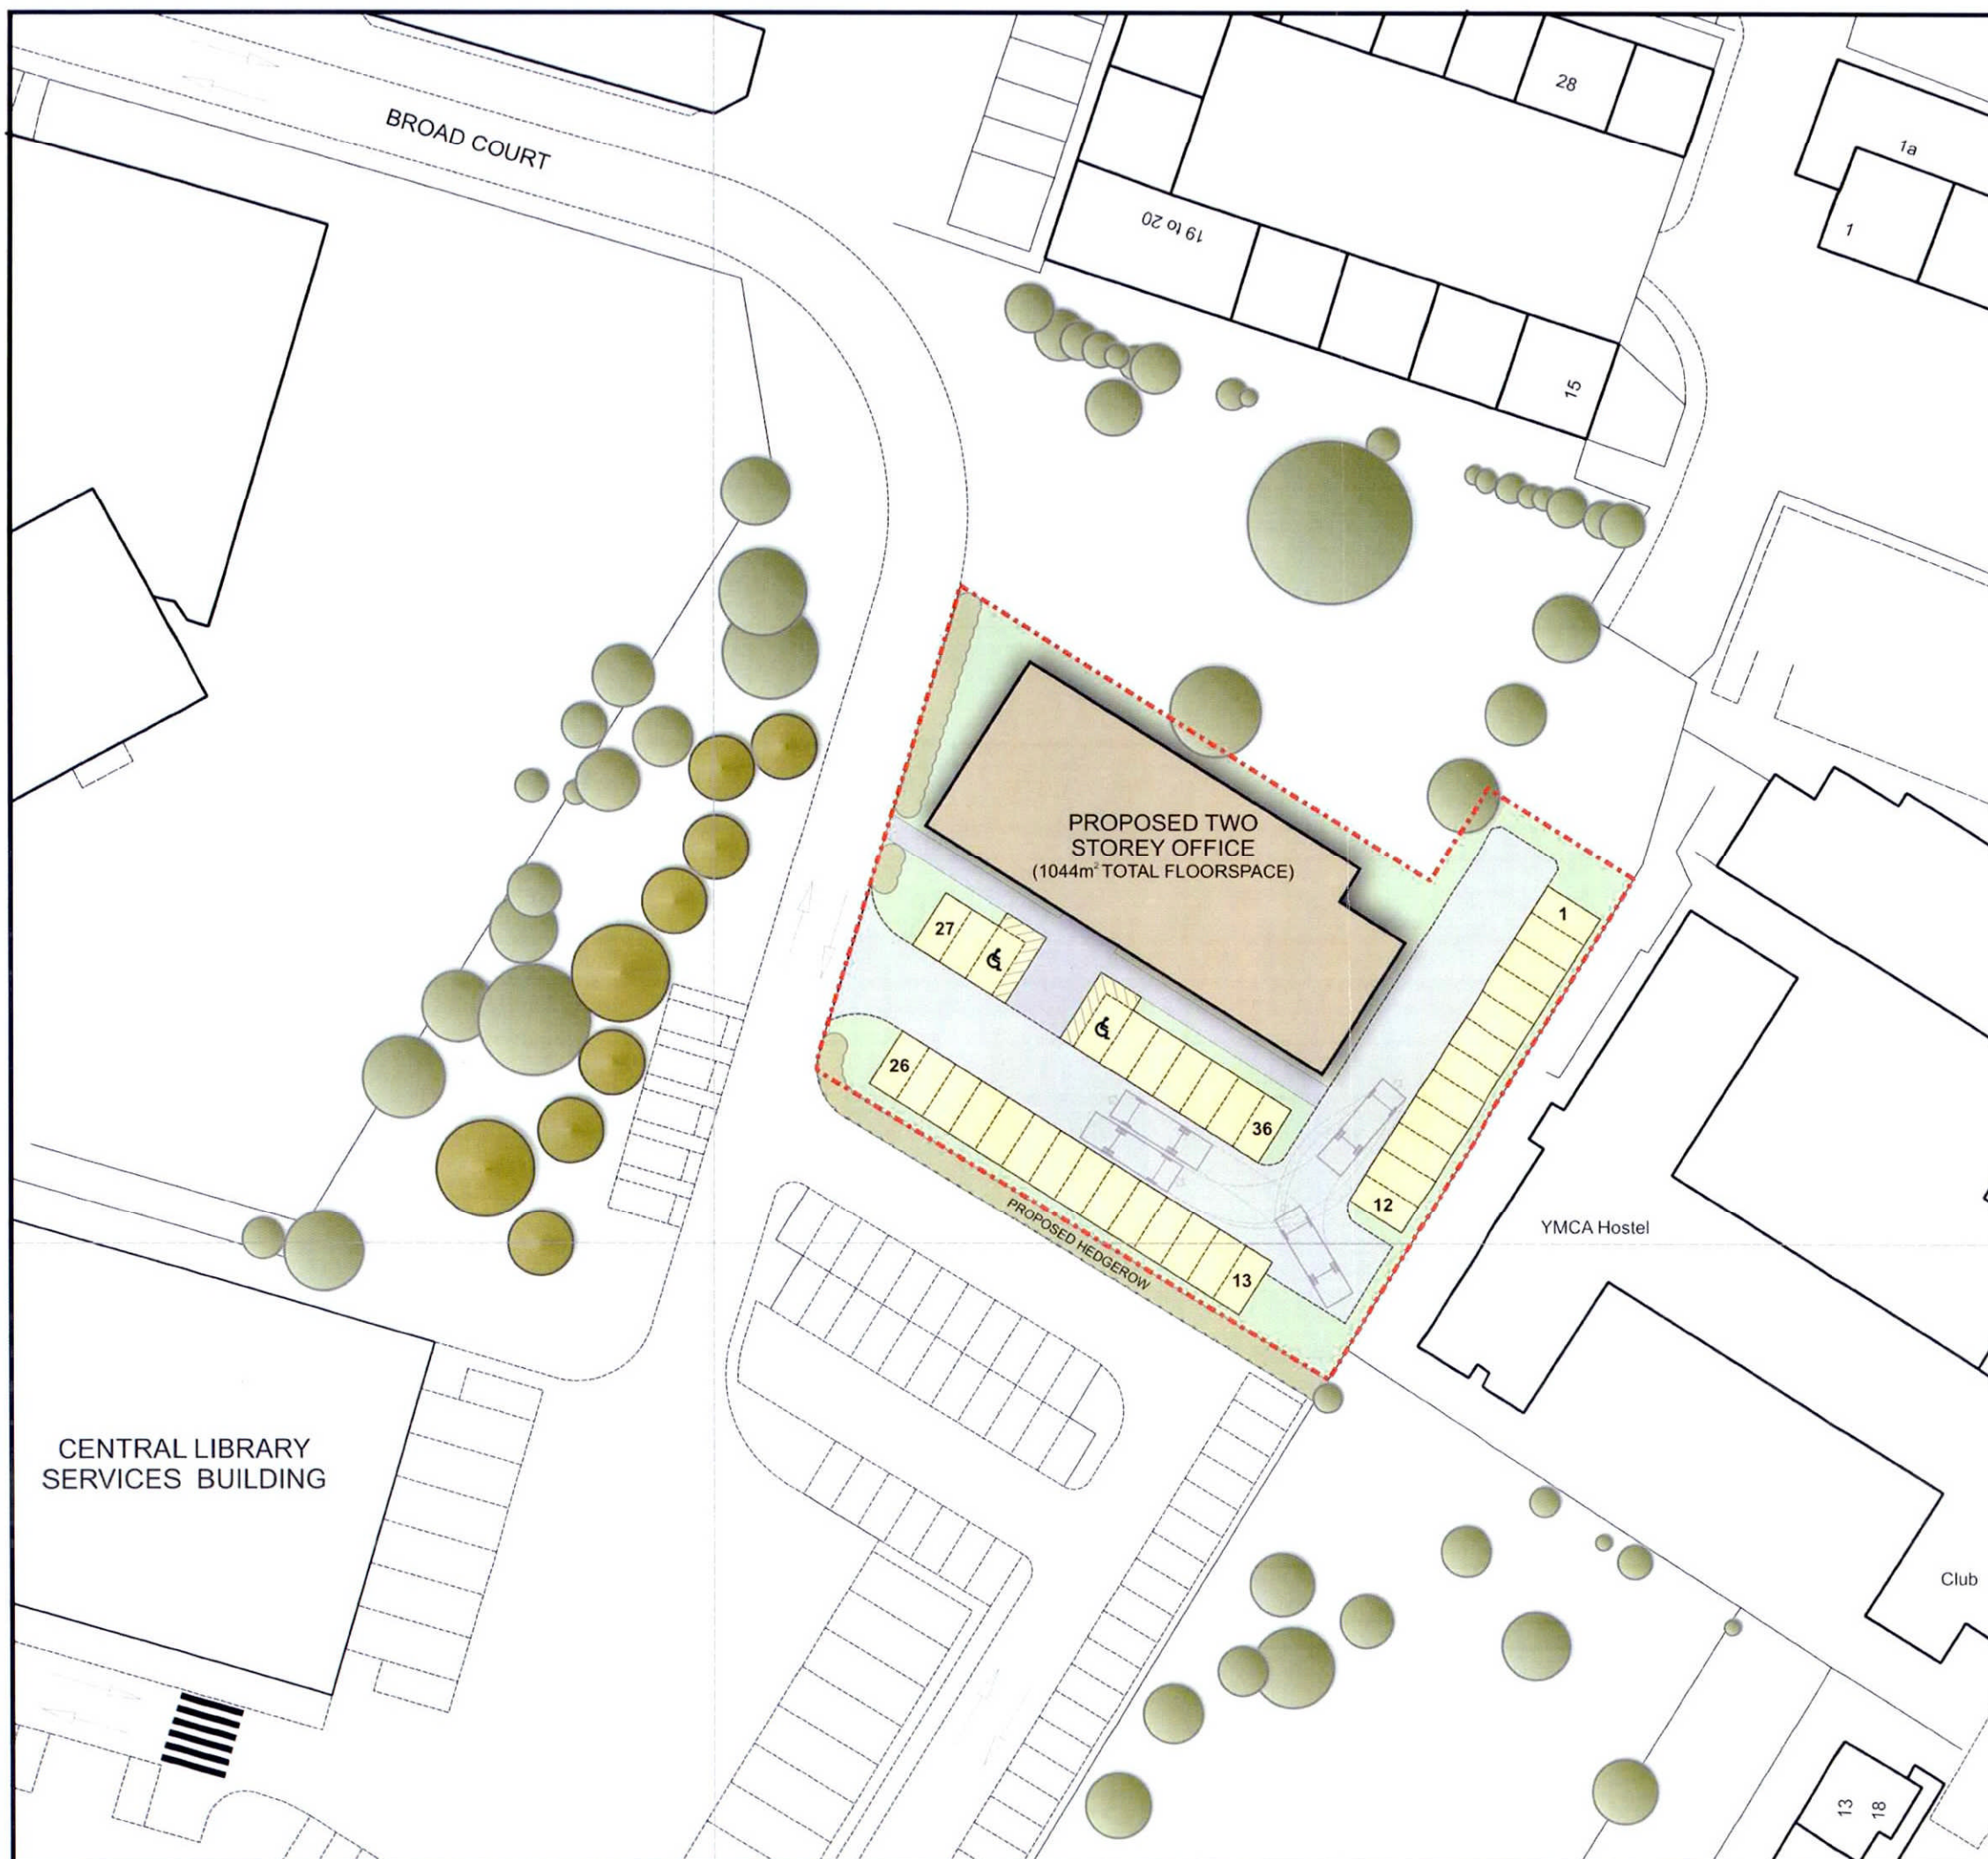 BROAD COURT
28
1a
1
19 to 20
15
PROPOSED TWO
STOREY OFFICE
(1044m² TOTAL FLOORSPACE)
27
1
26
36
12
13
PROPOSED HEDGEROW
YMCA Hostel
CENTRAL LIBRARY
SERVICES BUILDING
Club
13
18